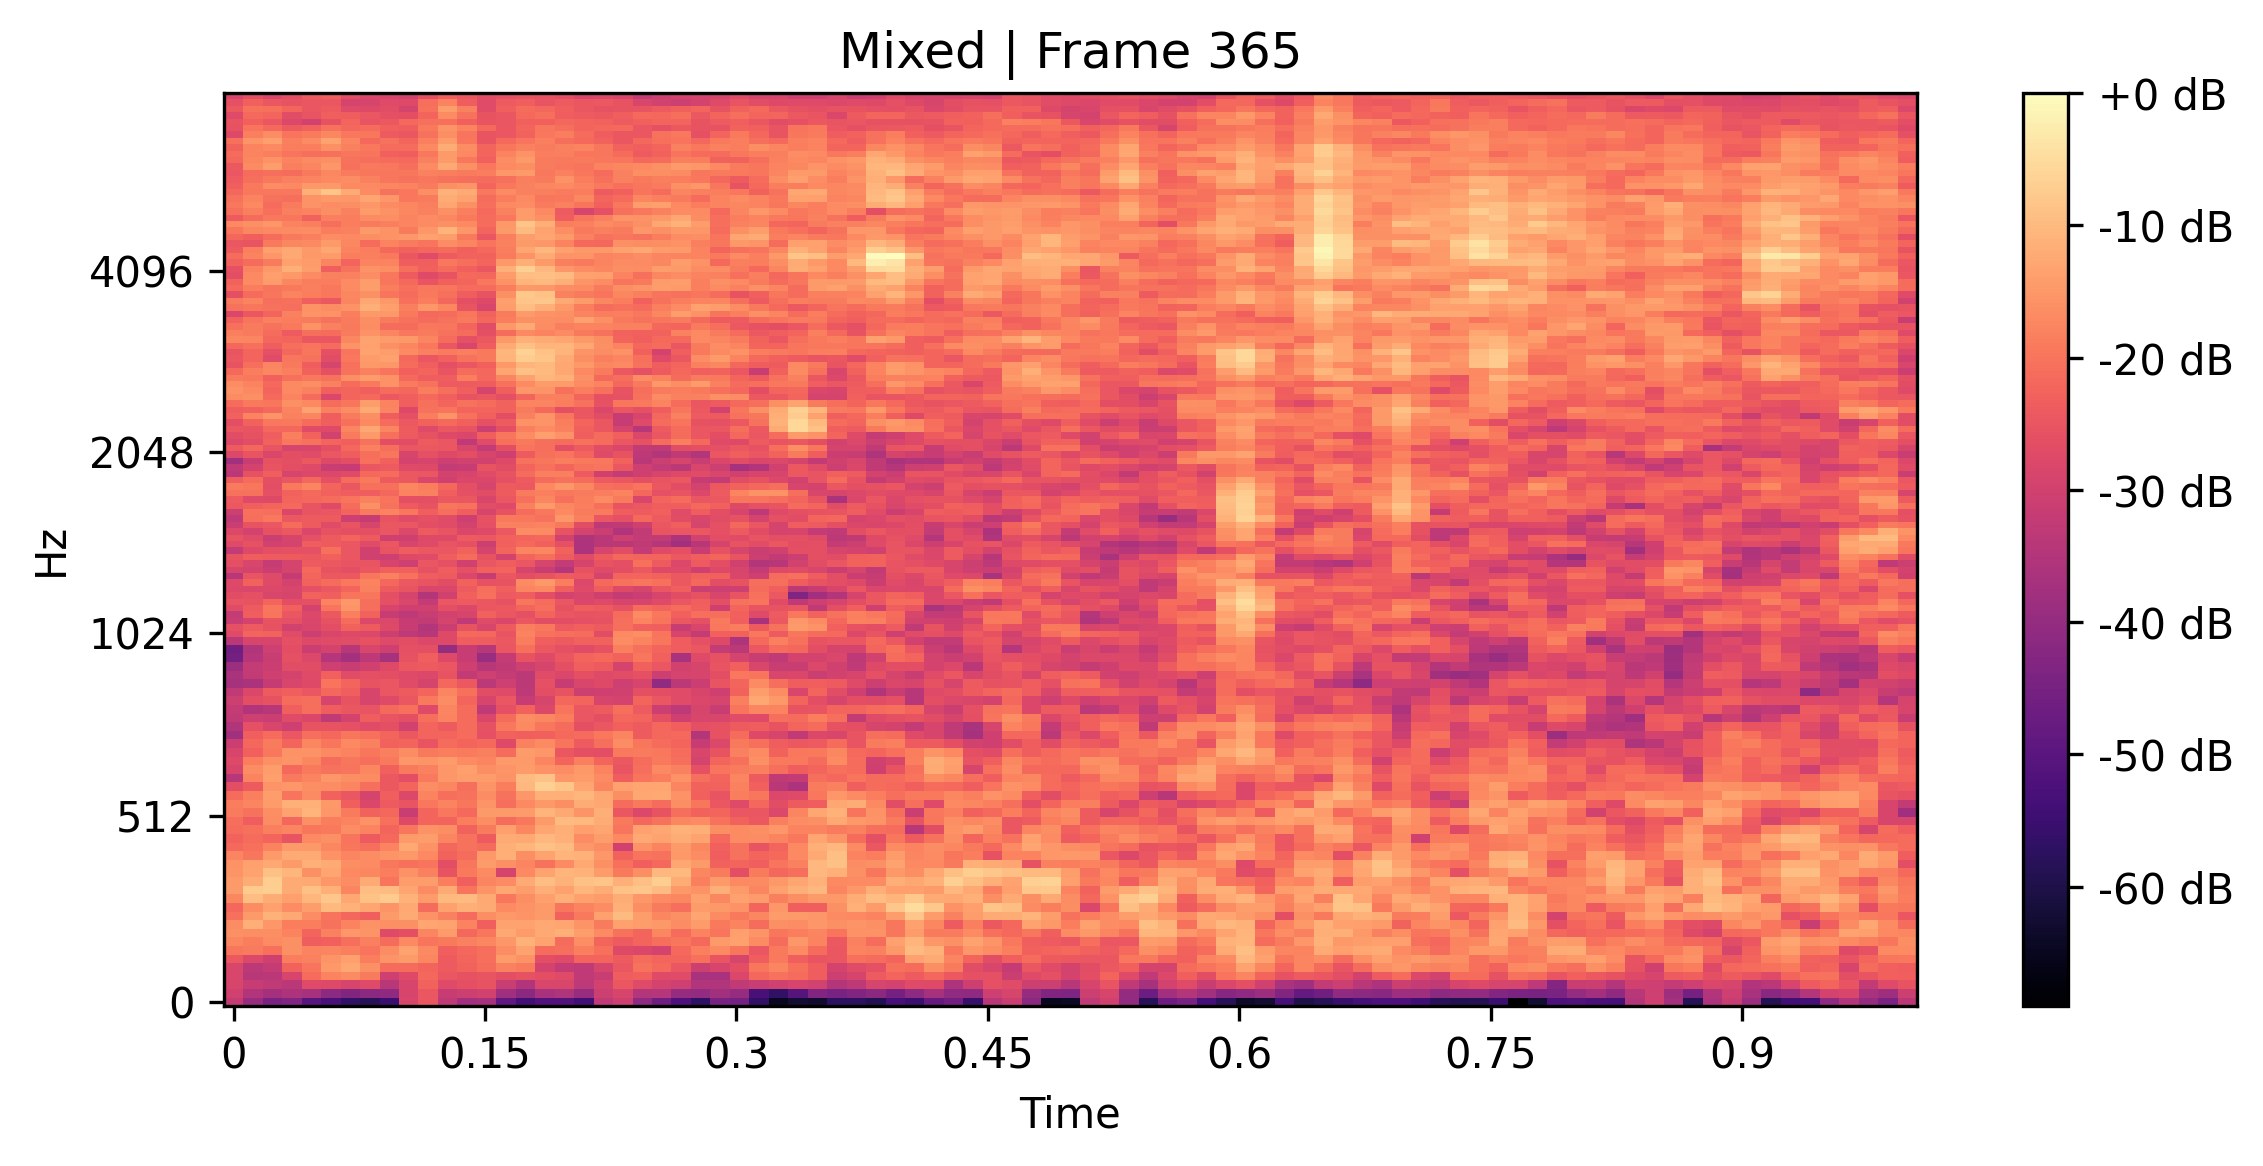 Mixed | Frame 365
+0 dB
-10 dB
-20 dB
-30 dB
-40 dB
-50 dB
-60 dB
4096
2048
1024
512
0
Hz
0 0.15 0.3 0.45 0.6 0.75 0.9
Time